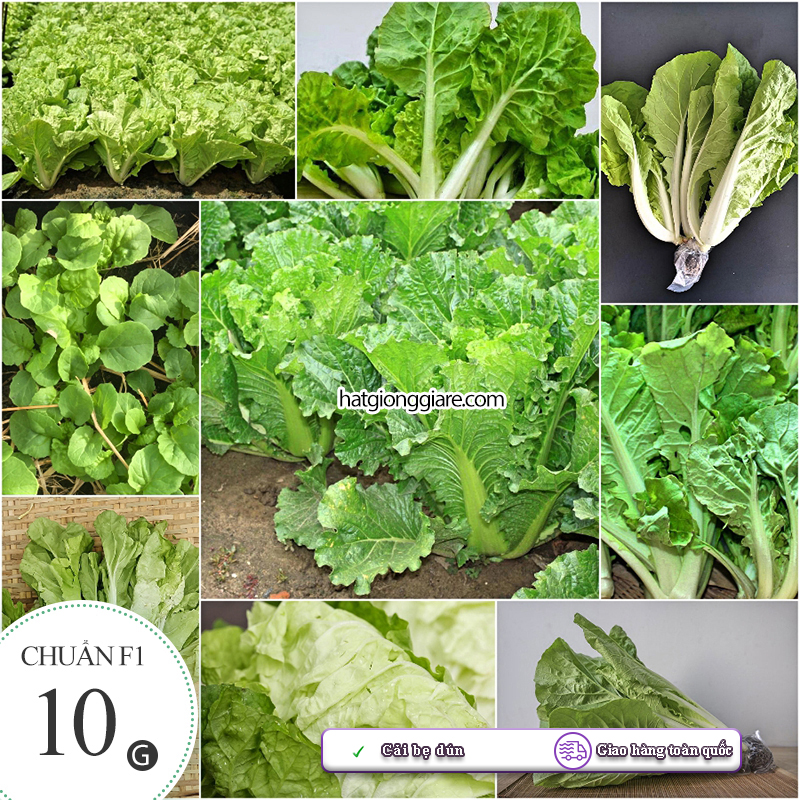 hatgionggiare.com
CHUẨN F1
10 G
Cải bẹ dún
Giao hàng toàn quốc